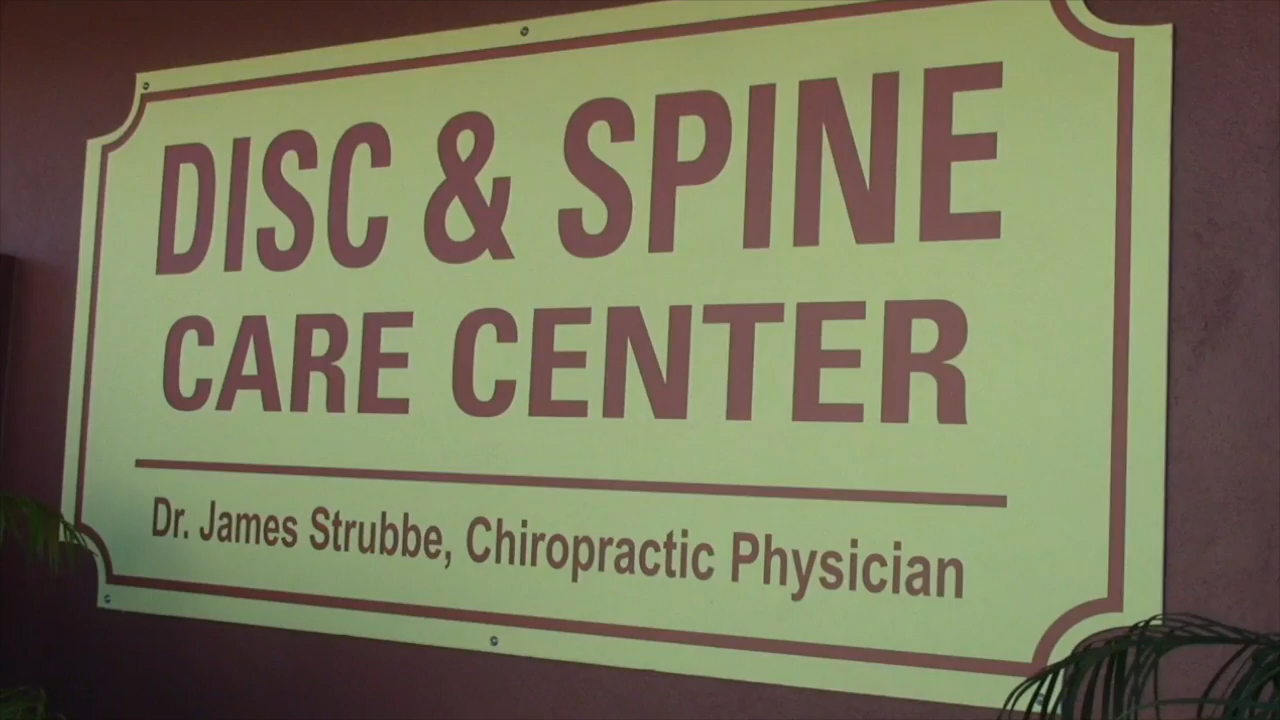 DISC & SPINE
CARE CENTER
Dr. James Strubbe, Chiropractic Physician